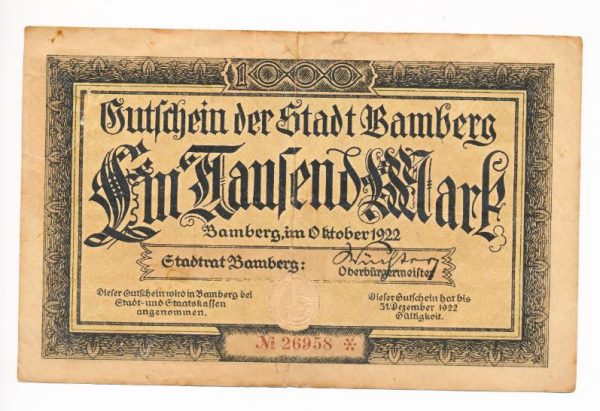 1000
Gutschein der Stadt Bamberg
Ein Tausend Mark
Bamberg, im Oktober 1922
Stadtrat Bamberg:
Oberbürgermeister
Dieser Gutschein wird in Bamberg bei
Stadt- und Staatskassen
angenommen.
Dieser Gutschein hat bis
31. Dezember 1922
Gültigkeit.
№ 26958 *